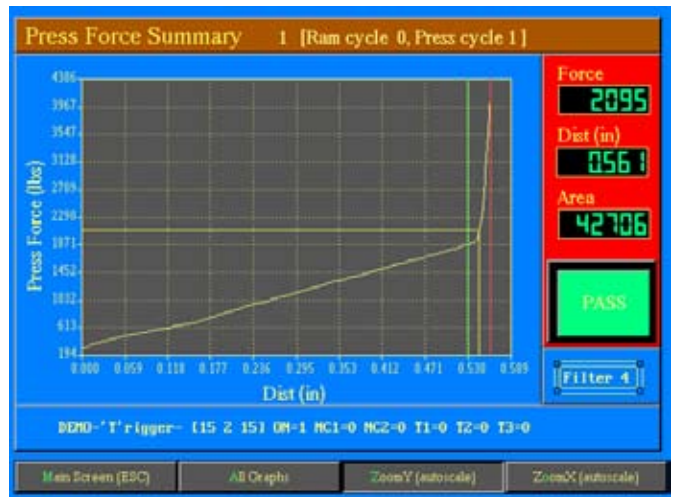 Press Force Summary 1 [Ram cycle 0, Press cycle 1]
Force
2095
Dist (in)
0.561
Area
42706
PASS
Filter 4
Press Force (lbs)
4386
3967
3547
3128
2709
2290
1871
1452
1032
613
194
0.000 0.059 0.118 0.177 0.236 0.295 0.353 0.412 0.471 0.530 0.589
Dist (in)
DEMO-'T'rigger- [15 Z 15] ON=1 MC1=0 MC2=0 T1=0 T2=0 T3=0
Main Screen (ESC) All Graphs ZoomY (autoscale) ZoomX (autoscale)